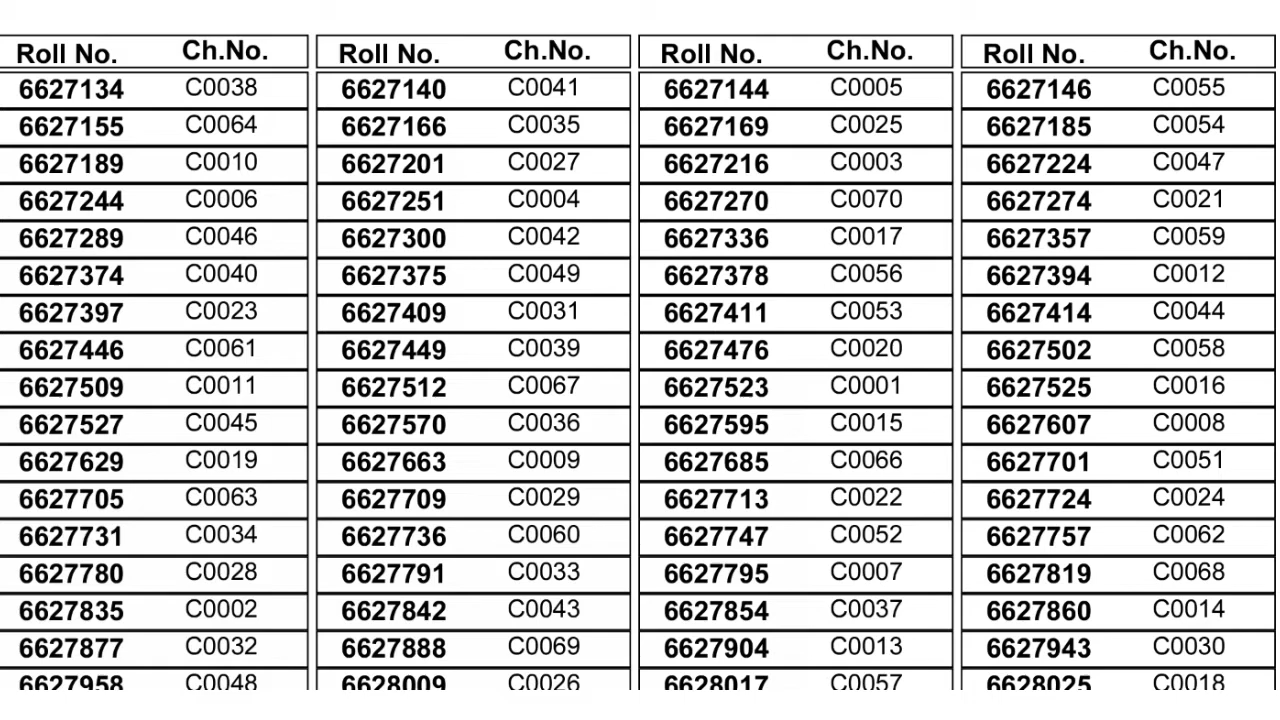 Roll No. Ch.No. Roll No. Ch.No. Roll No. Ch.No. Roll No. Ch.No.
6627134 C0038 6627140 C0041 6627144 C0005 6627146 C0055
6627155 C0064 6627166 C0035 6627169 C0025 6627185 C0054
6627189 C0010 6627201 C0027 6627216 C0003 6627224 C0047
6627244 C0006 6627251 C0004 6627270 C0070 6627274 C0021
6627289 C0046 6627300 C0042 6627336 C0017 6627357 C0059
6627374 C0040 6627375 C0049 6627378 C0056 6627394 C0012
6627397 C0023 6627409 C0031 6627411 C0053 6627414 C0044
6627446 C0061 6627449 C0039 6627476 C0020 6627502 C0058
6627509 C0011 6627512 C0067 6627523 C0001 6627525 C0016
6627527 C0045 6627570 C0036 6627595 C0015 6627607 C0008
6627629 C0019 6627663 C0009 6627685 C0066 6627701 C0051
6627705 C0063 6627709 C0029 6627713 C0022 6627724 C0024
6627731 C0034 6627736 C0060 6627747 C0052 6627757 C0062
6627780 C0028 6627791 C0033 6627795 C0007 6627819 C0068
6627835 C0002 6627842 C0043 6627854 C0037 6627860 C0014
6627877 C0032 6627888 C0069 6627904 C0013 6627943 C0030
6627958 C0048 6628009 C0026 6628017 C0057 6628025 C0018